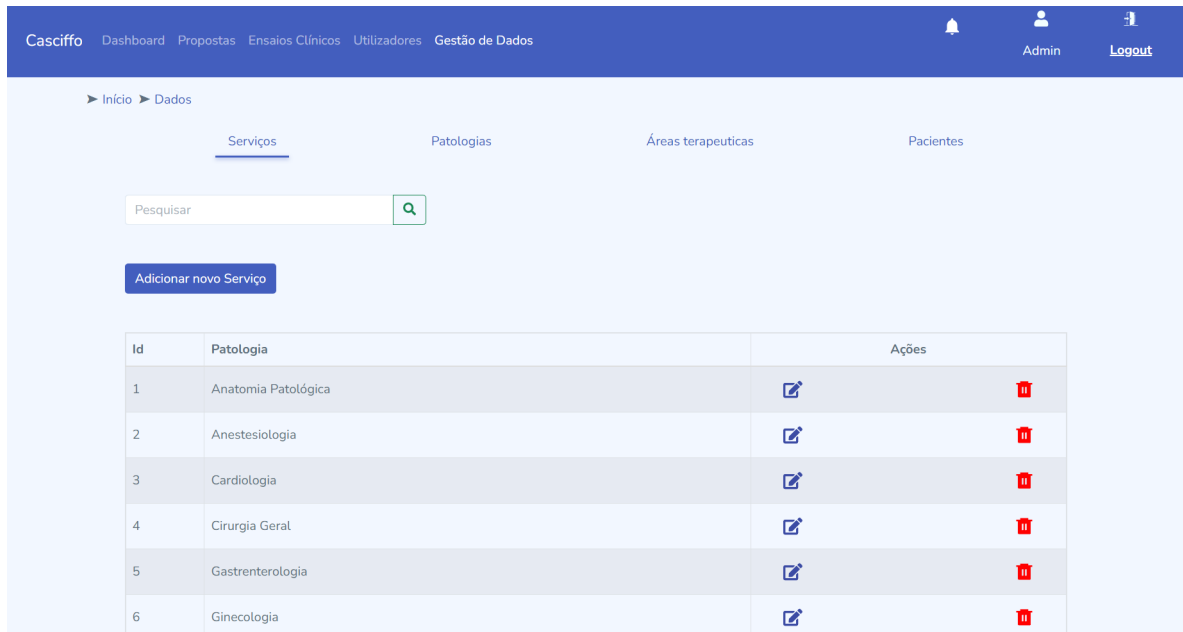 Casciffo Dashboard Propostas Ensaios Clínicos Utilizadores Gestão de Dados Admin Logout
➤ Início ➤ Dados
Serviços Patologias Áreas terapeuticas Pacientes
Pesquisar
Adicionar novo Serviço
Id Patologia Ações
1 Anatomia Patológica
2 Anestesiologia
3 Cardiologia
4 Cirurgia Geral
5 Gastrenterologia
6 Ginecologia